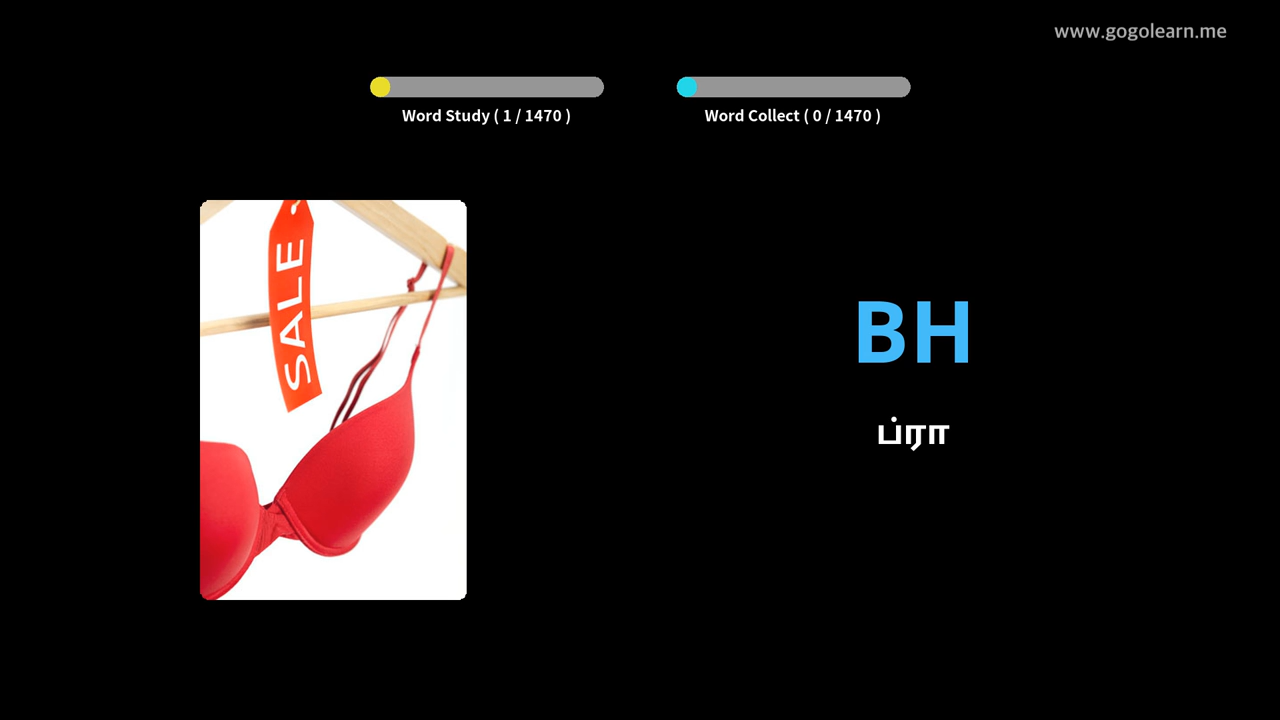 www.gogolearn.me
Word Study ( 1 / 1470 )
Word Collect ( 0 / 1470 )
SALE
BH
ப்ரா